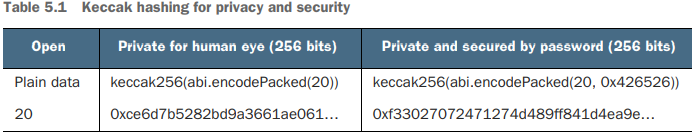 Table 5.1 Keccak hashing for privacy and security
Open Private for human eye (256 bits) Private and secured by password (256 bits)
Plain data keccak256(abi.encodePacked(20)) keccak256(abi.encodePacked(20, 0x426526))
20 0xce6d7b5282bd9a3661ae061... 0xf33027072471274d489ff841d4ea9e...